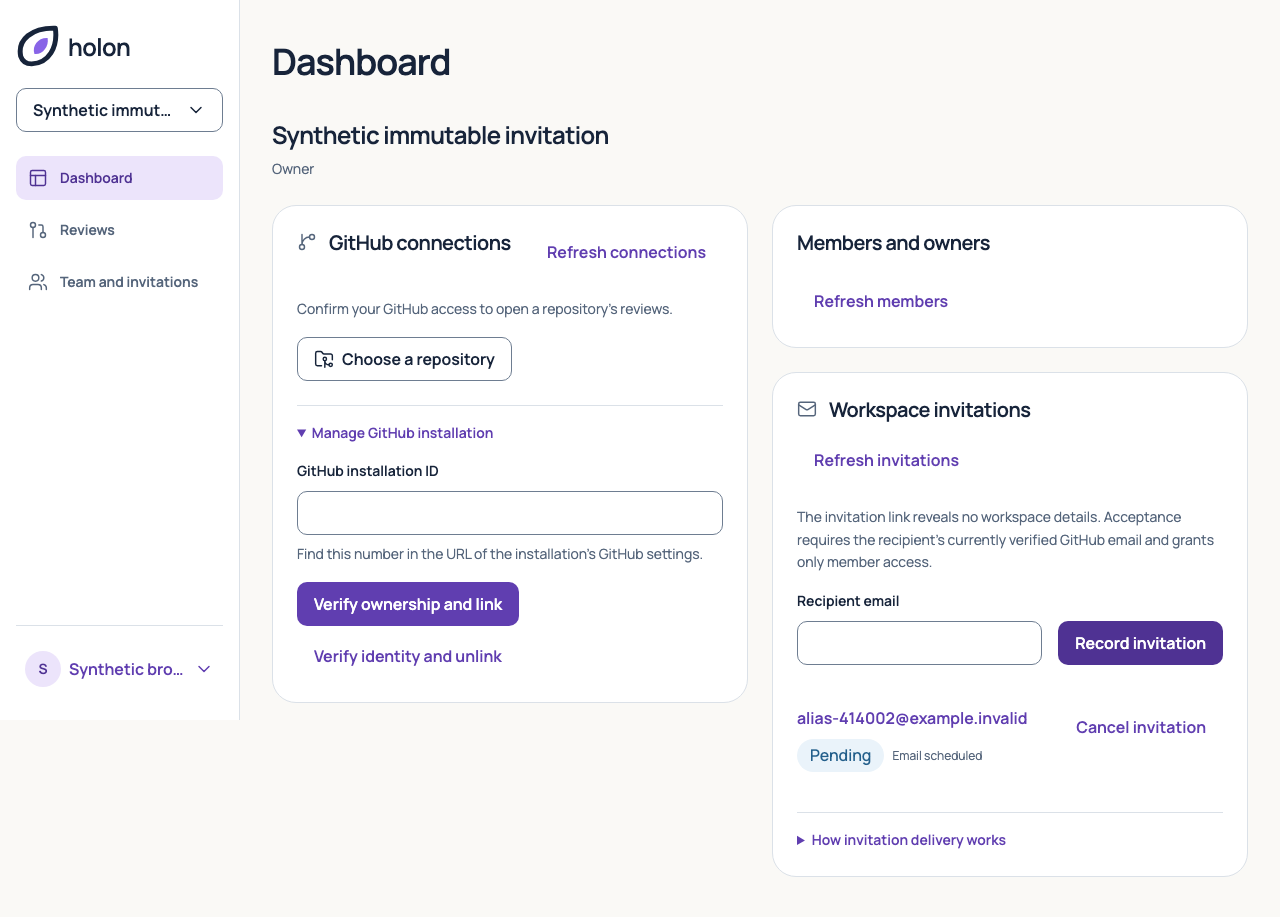 holon
Synthetic immut...
Dashboard
Reviews
Team and invitations
Synthetic bro...
S
Dashboard
Synthetic immutable invitation
Owner
GitHub connections
Refresh connections
Confirm your GitHub access to open a repository's reviews.
Choose a repository
Manage GitHub installation
GitHub installation ID
Find this number in the URL of the installation's GitHub settings.
Verify ownership and link
Verify identity and unlink
Members and owners
Refresh members
Workspace invitations
Refresh invitations
The invitation link reveals no workspace details. Acceptance
requires the recipient's currently verified GitHub email and grants
only member access.
Recipient email
Record invitation
alias-414002@example.invalid
Cancel invitation
Pending
Email scheduled
How invitation delivery works